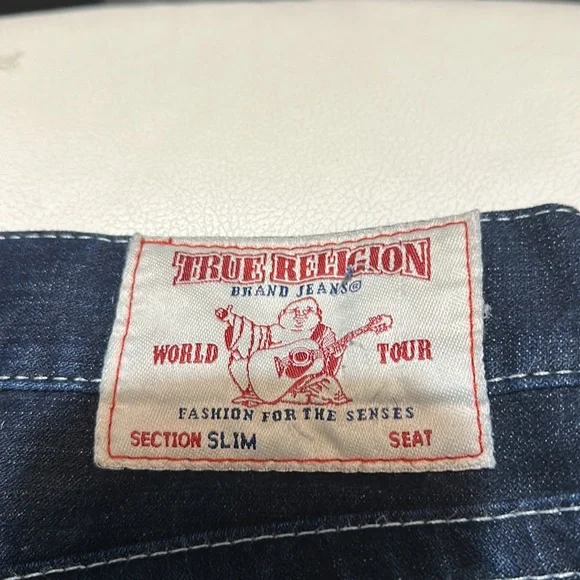 TRUE RELIGION
BRAND JEANS®
WORLD TOUR
FASHION FOR THE SENSES
SECTION SLIM SEAT